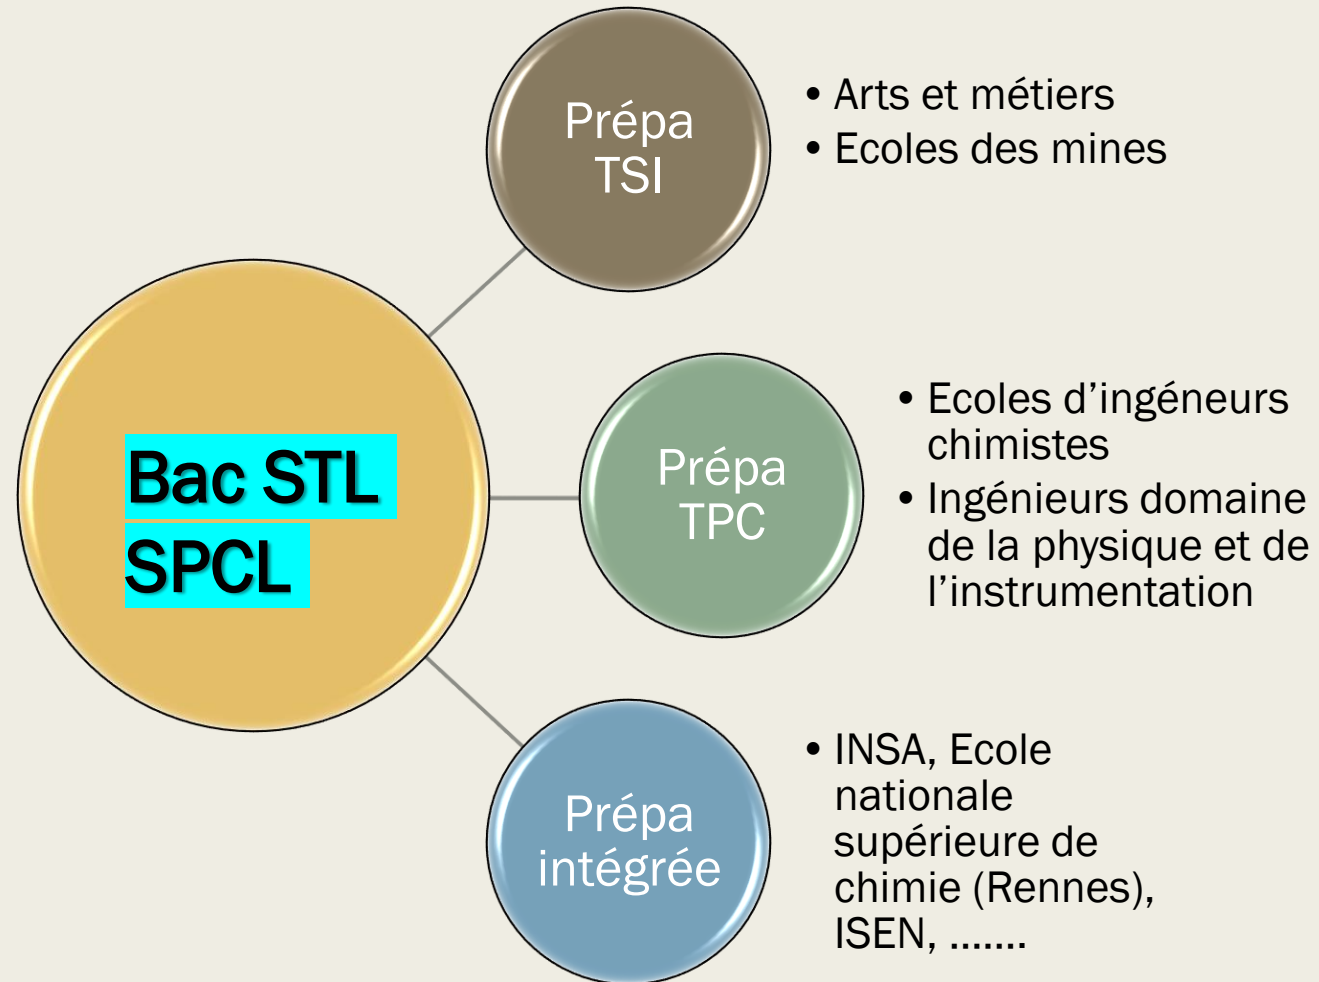 Prépa
TSI
• Arts et métiers
• Ecoles des mines
Bac STL
SPCL
Prépa
TPC
• Ecoles d’ingéneurs
chimistes
• Ingénieurs domaine
de la physique et de
l’instrumentation
Prépa
intégrée
• INSA, Ecole
nationale
supérieure de
chimie (Rennes),
ISEN, .......